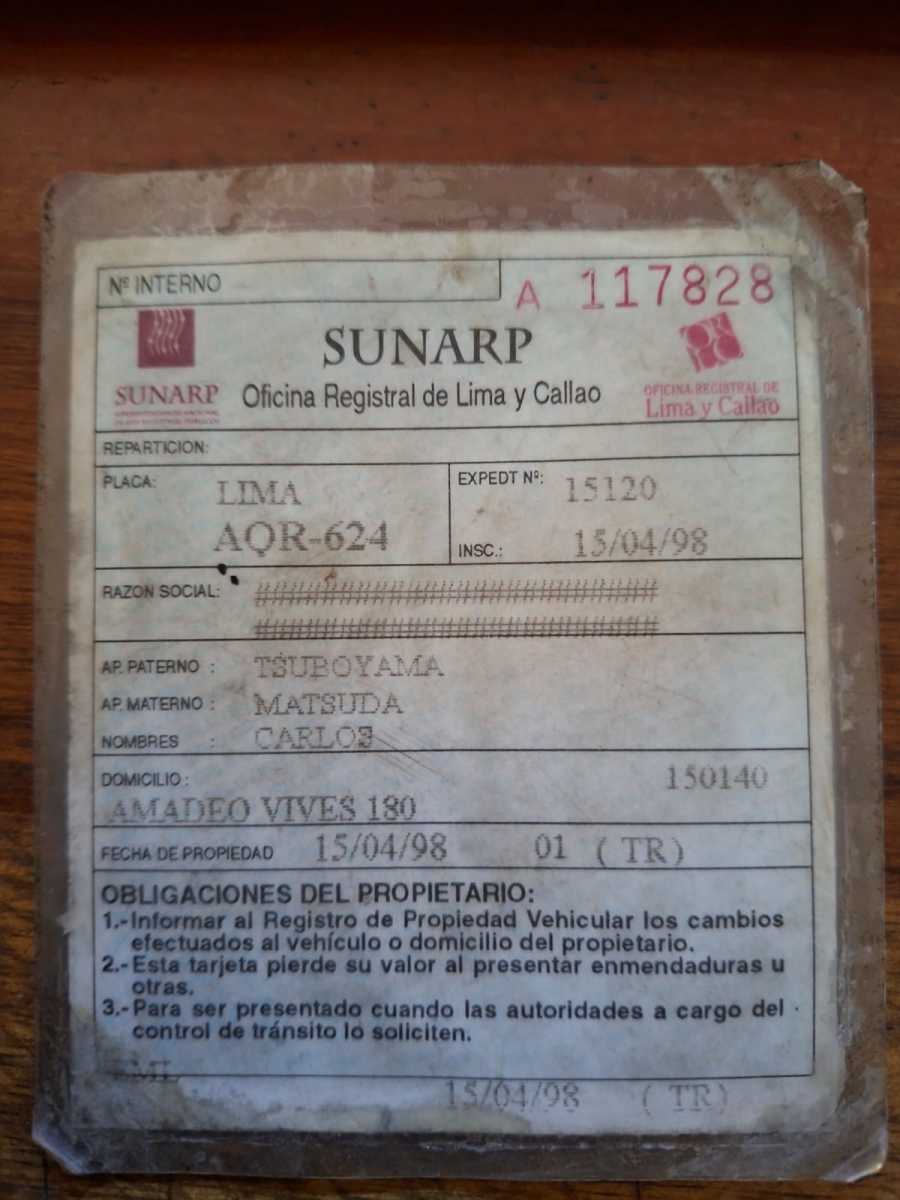 Nº INTERNO
A 117828
SUNARP
SUNARP
Oficina Registral de Lima y Callao
OFICINA REGISTRAL DE
Lima y Callao
REPARTICION:
PLACA: LIMA
AQR-624
EXPEDT Nº: 15120
INSC.: 15/04/98
RAZON SOCIAL: ##########################################
##########################################
AP. PATERNO : TSUBOYAMA
AP. MATERNO : MATSUDA
NOMBRES : CARLOS
DOMICILIO: 150140
AMADEO VIVES 180
FECHA DE PROPIEDAD 15/04/98 01 ( TR)
OBLIGACIONES DEL PROPIETARIO:
1.-Informar al Registro de Propiedad Vehicular los cambios
efectuados al vehículo o domicilio del propietario.
2.-Esta tarjeta pierde su valor al presentar enmendaduras u
otras.
3.-Para ser presentado cuando las autoridades a cargo del
control de tránsito lo soliciten.
15/04/98 ( TR)